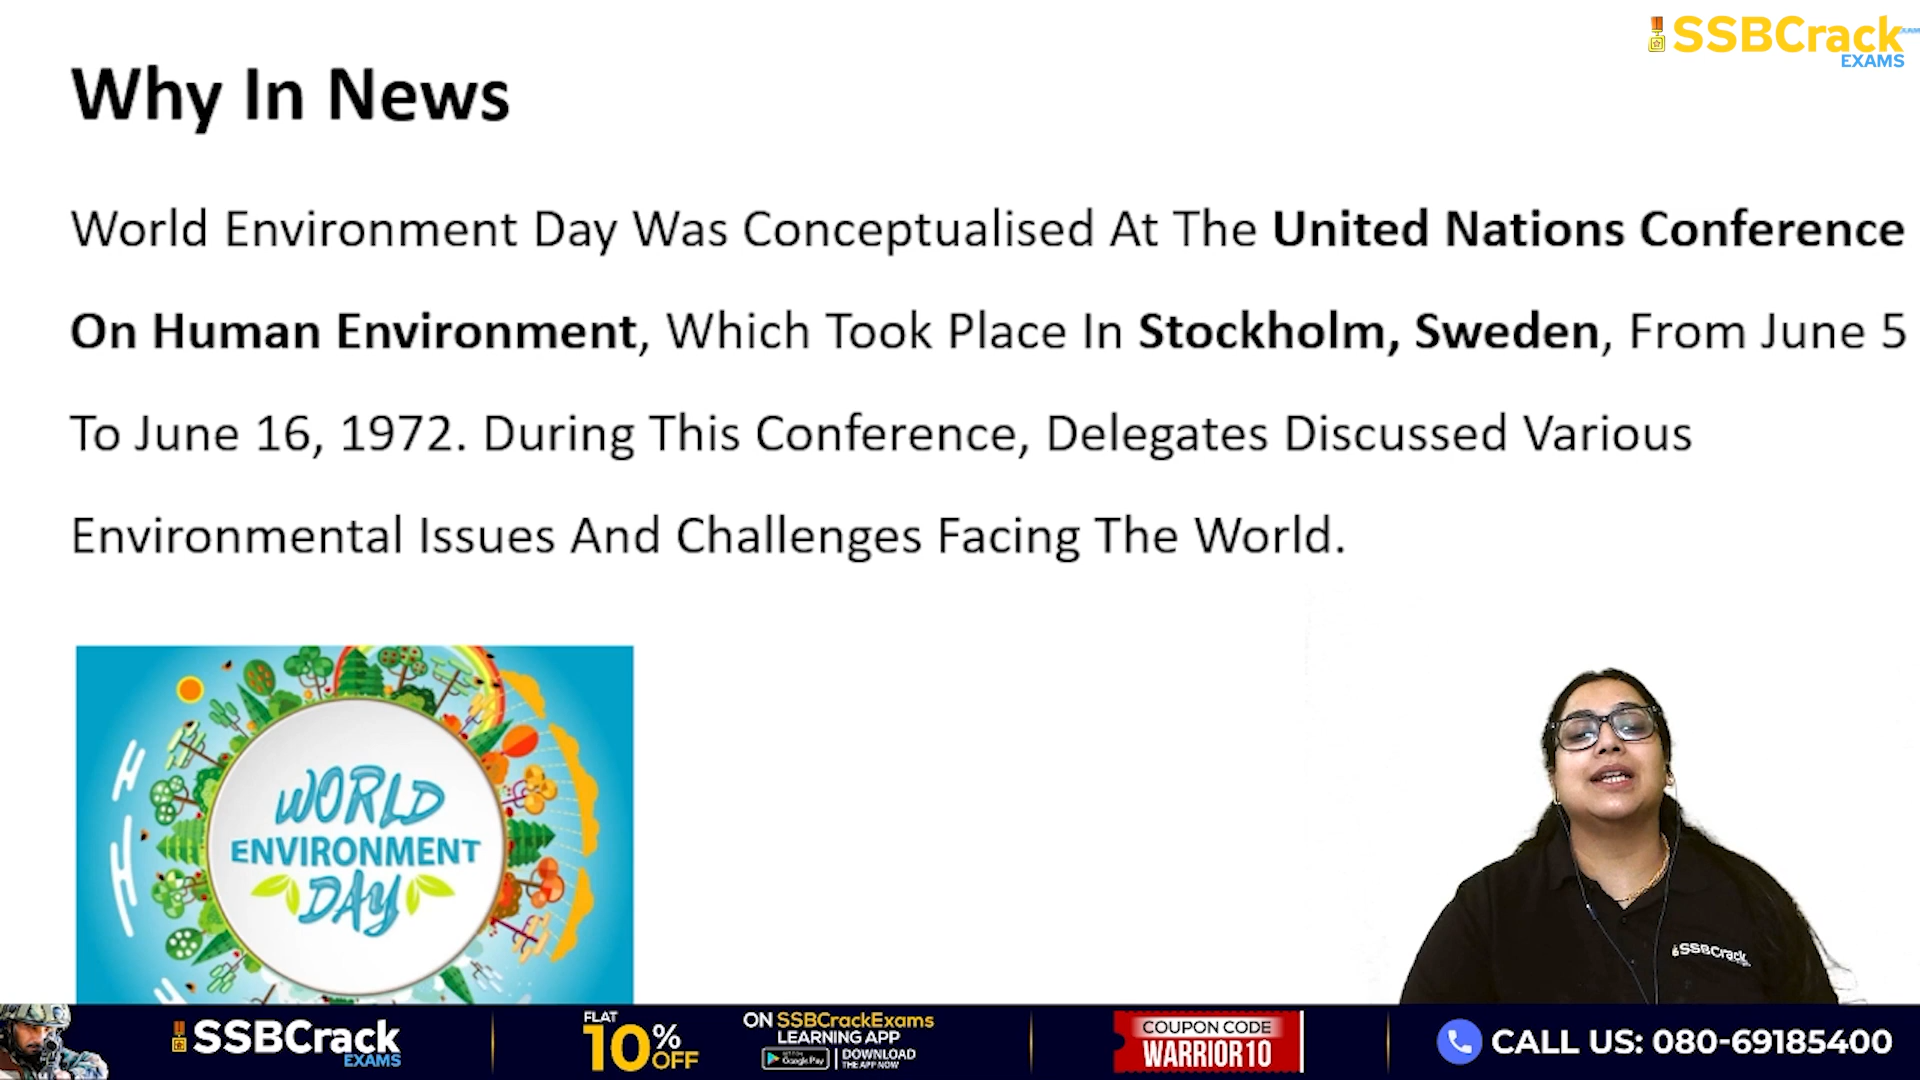 SSBCrack
EXAMS
Why In News
World Environment Day Was Conceptualised At The United Nations Conference
On Human Environment, Which Took Place In Stockholm, Sweden, From June 5
To June 16, 1972. During This Conference, Delegates Discussed Various
Environmental Issues And Challenges Facing The World.
WORLD
ENVIRONMENT
DAY
SSBCrack
SSBCrack
EXAMS
FLAT
10% OFF
ON SSBCrackExams
LEARNING APP
Google Play
DOWNLOAD
THE APP NOW
COUPON CODE
WARRIOR10
CALL US: 080-69185400